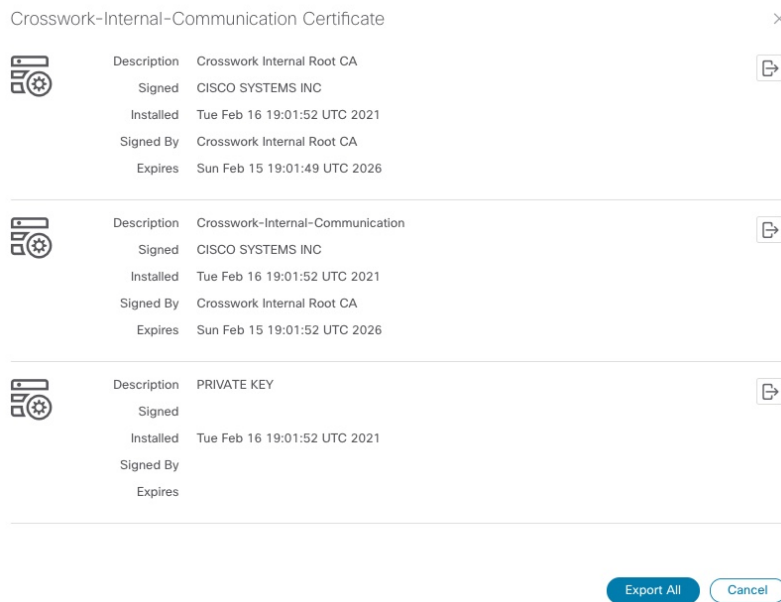 Crosswork-Internal-Communication Certificate
Description Crosswork Internal Root CA
Signed CISCO SYSTEMS INC
Installed Tue Feb 16 19:01:52 UTC 2021
Signed By Crosswork Internal Root CA
Expires Sun Feb 15 19:01:49 UTC 2026
Description Crosswork-Internal-Communication
Signed CISCO SYSTEMS INC
Installed Tue Feb 16 19:01:52 UTC 2021
Signed By Crosswork Internal Root CA
Expires Sun Feb 15 19:01:52 UTC 2026
Description PRIVATE KEY
Signed
Installed Tue Feb 16 19:01:52 UTC 2021
Signed By
Expires
Export All Cancel